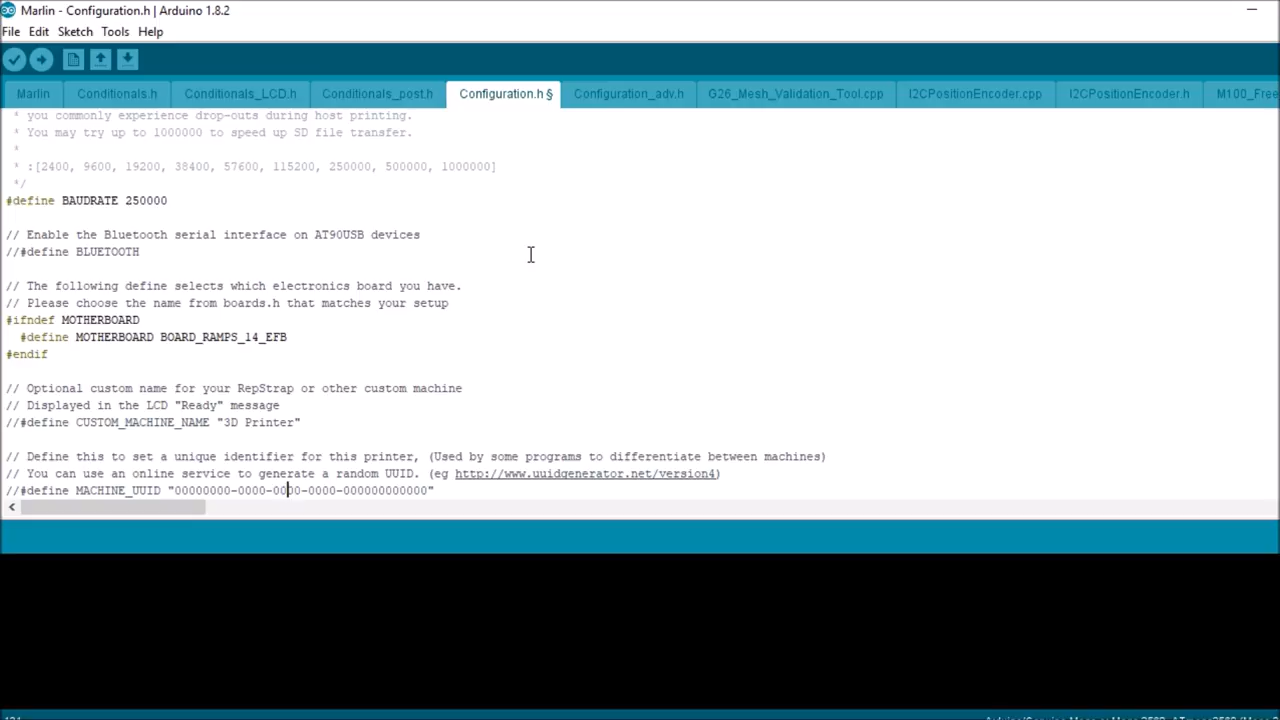 Marlin - Configuration.h | Arduino 1.8.2
File Edit Sketch Tools Help
Marlin Conditionals.h Conditionals_LCD.h Conditionals_post.h Configuration.h § Configuration_adv.h G26_Mesh_Validation_Tool.cpp I2CPositionEncoder.cpp I2CPositionEncoder.h M100_Free
* you commonly experience drop-outs during host printing.
* You may try up to 1000000 to speed up SD file transfer.
*
* :[2400, 9600, 19200, 38400, 57600, 115200, 250000, 500000, 1000000]
*/
#define BAUDRATE 250000
// Enable the Bluetooth serial interface on AT90USB devices
//#define BLUETOOTH
// The following define selects which electronics board you have.
// Please choose the name from boards.h that matches your setup
#ifndef MOTHERBOARD
#define MOTHERBOARD BOARD_RAMPS_14_EFB
#endif
// Optional custom name for your RepStrap or other custom machine
// Displayed in the LCD "Ready" message
//#define CUSTOM_MACHINE_NAME "3D Printer"
// Define this to set a unique identifier for this printer, (Used by some programs to differentiate between machines)
// You can use an online service to generate a random UUID. (eg http://www.uuidgenerator.net/version4)
//#define MACHINE_UUID "00000000-0000-0000-0000-000000000000"